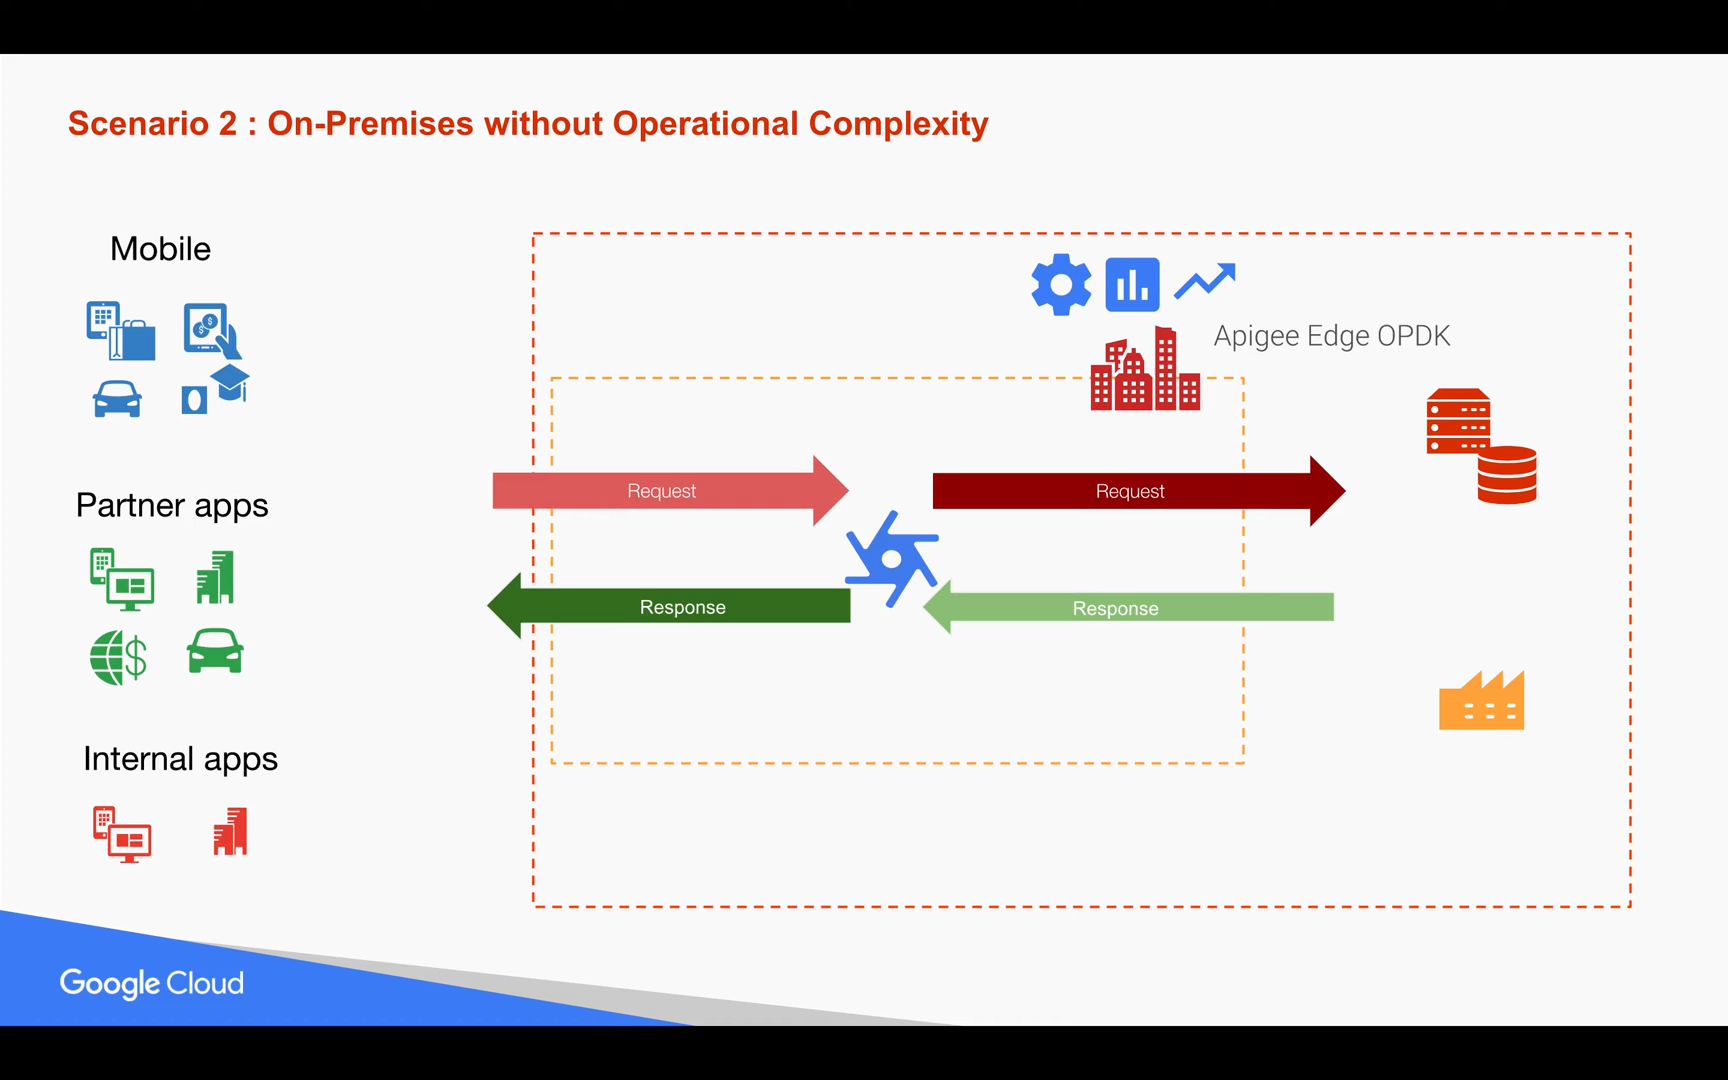 Scenario 2 : On-Premises without Operational Complexity
Mobile
Apigee Edge OPDK
Partner apps
Request
Request
Response
Response
Internal apps
Google Cloud